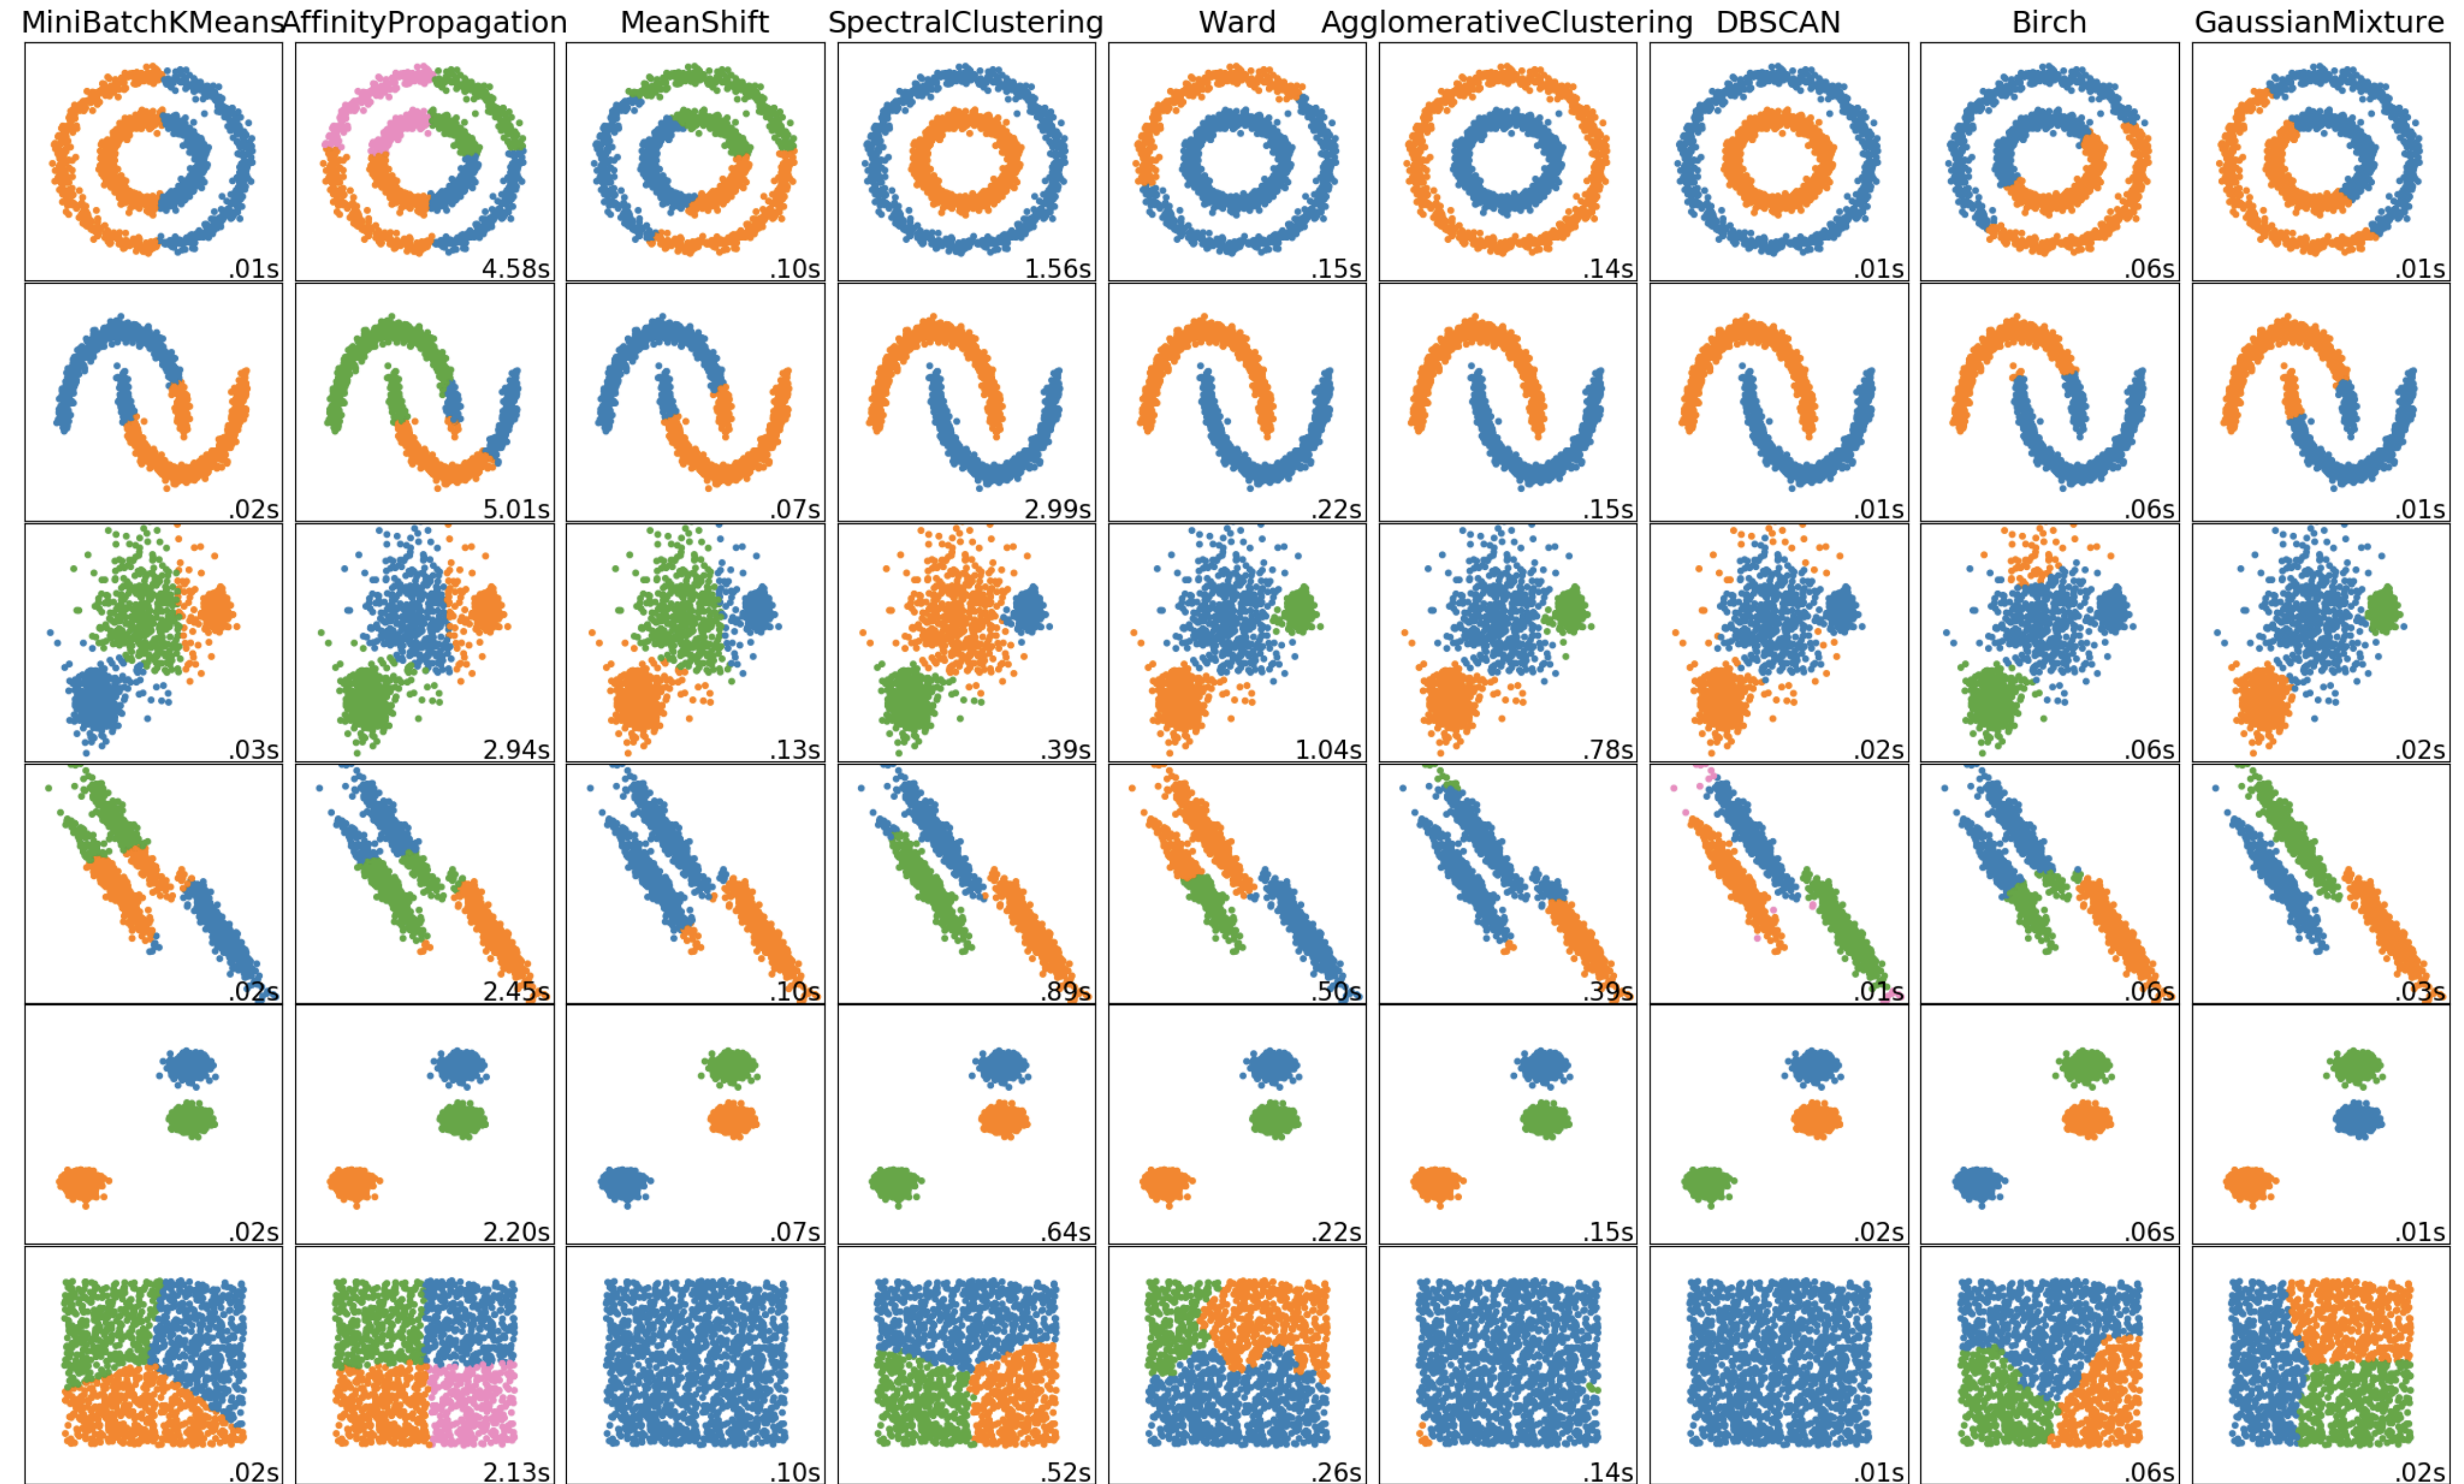 MiniBatchKMeans AffinityPropagation MeanShift SpectralClustering Ward AgglomerativeClustering DBSCAN Birch GaussianMixture
.01s 4.58s .10s 1.56s .15s .14s .01s .06s .01s
.02s 5.01s .07s 2.99s .22s .15s .01s .06s .01s
.03s 2.94s .13s .39s 1.04s .78s .02s .06s .02s
.02s 2.45s .10s .89s .50s .39s .01s .06s .03s
.02s 2.20s .07s .64s .22s .15s .02s .06s .01s
.02s 2.13s .10s .52s .26s .14s .01s .06s .02s